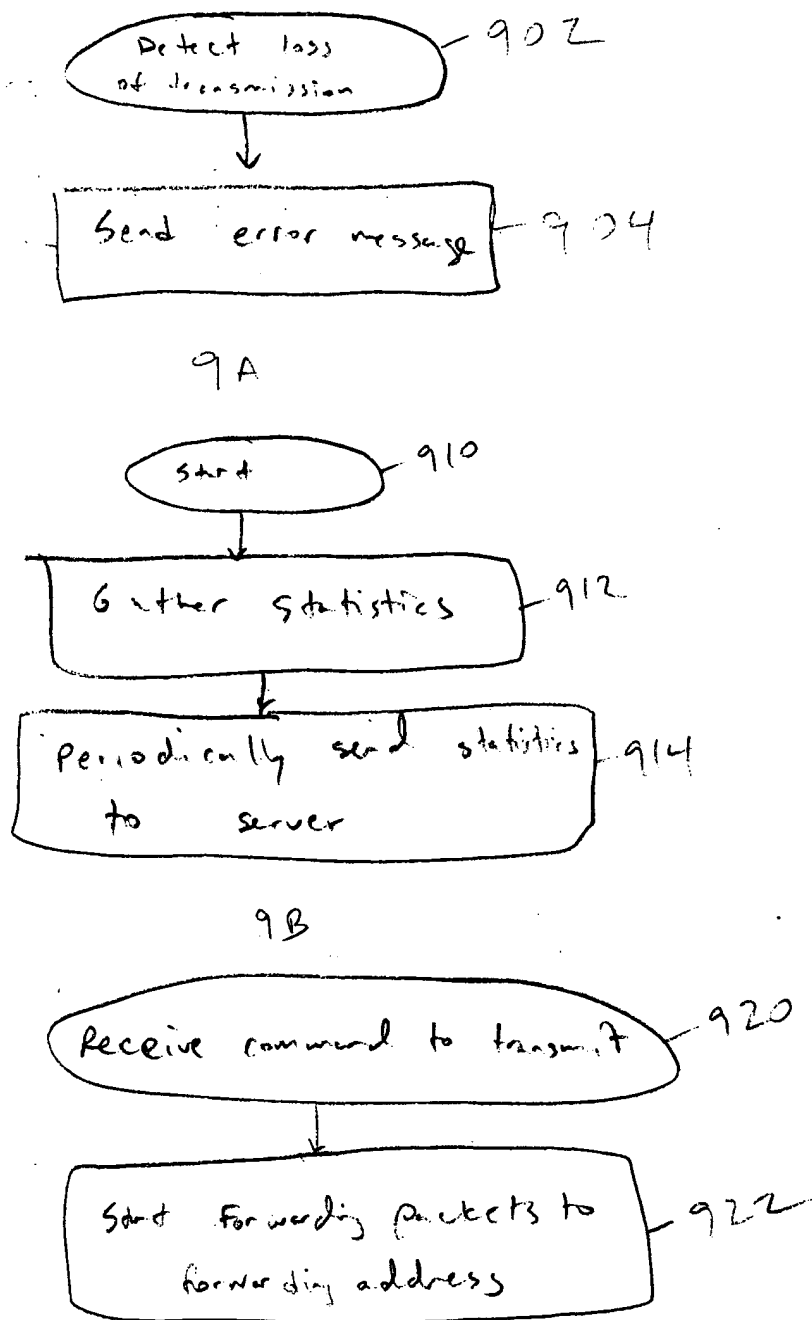 Detect loss
of transmission
902
Send error message
904
9A
Start
910
Gather Statistics
912
Periodically send statistics
to server
914
9B
Receive command to transmit
920
Start Forwarding packets to
forwarding address
922